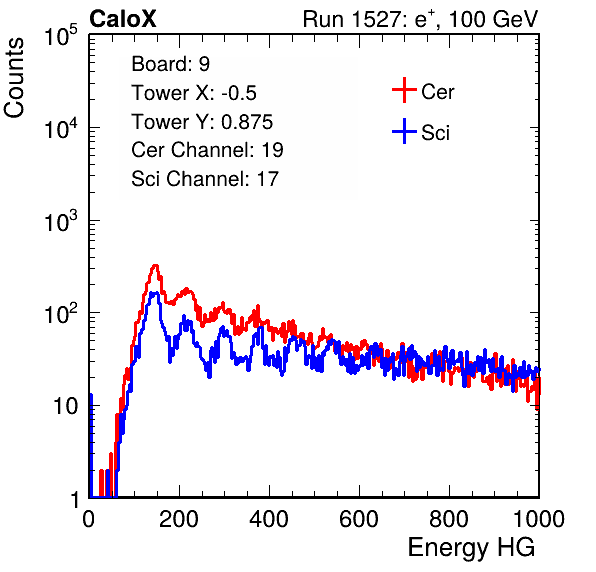 CaloX Run 1527: e⁺, 100 GeV
Counts
Board: 9
Tower X: -0.5
Tower Y: 0.875
Cer Channel: 19
Sci Channel: 17
Cer
Sci
10⁵
10⁴
10³
10²
10
1
0 200 400 600 800 1000
Energy HG